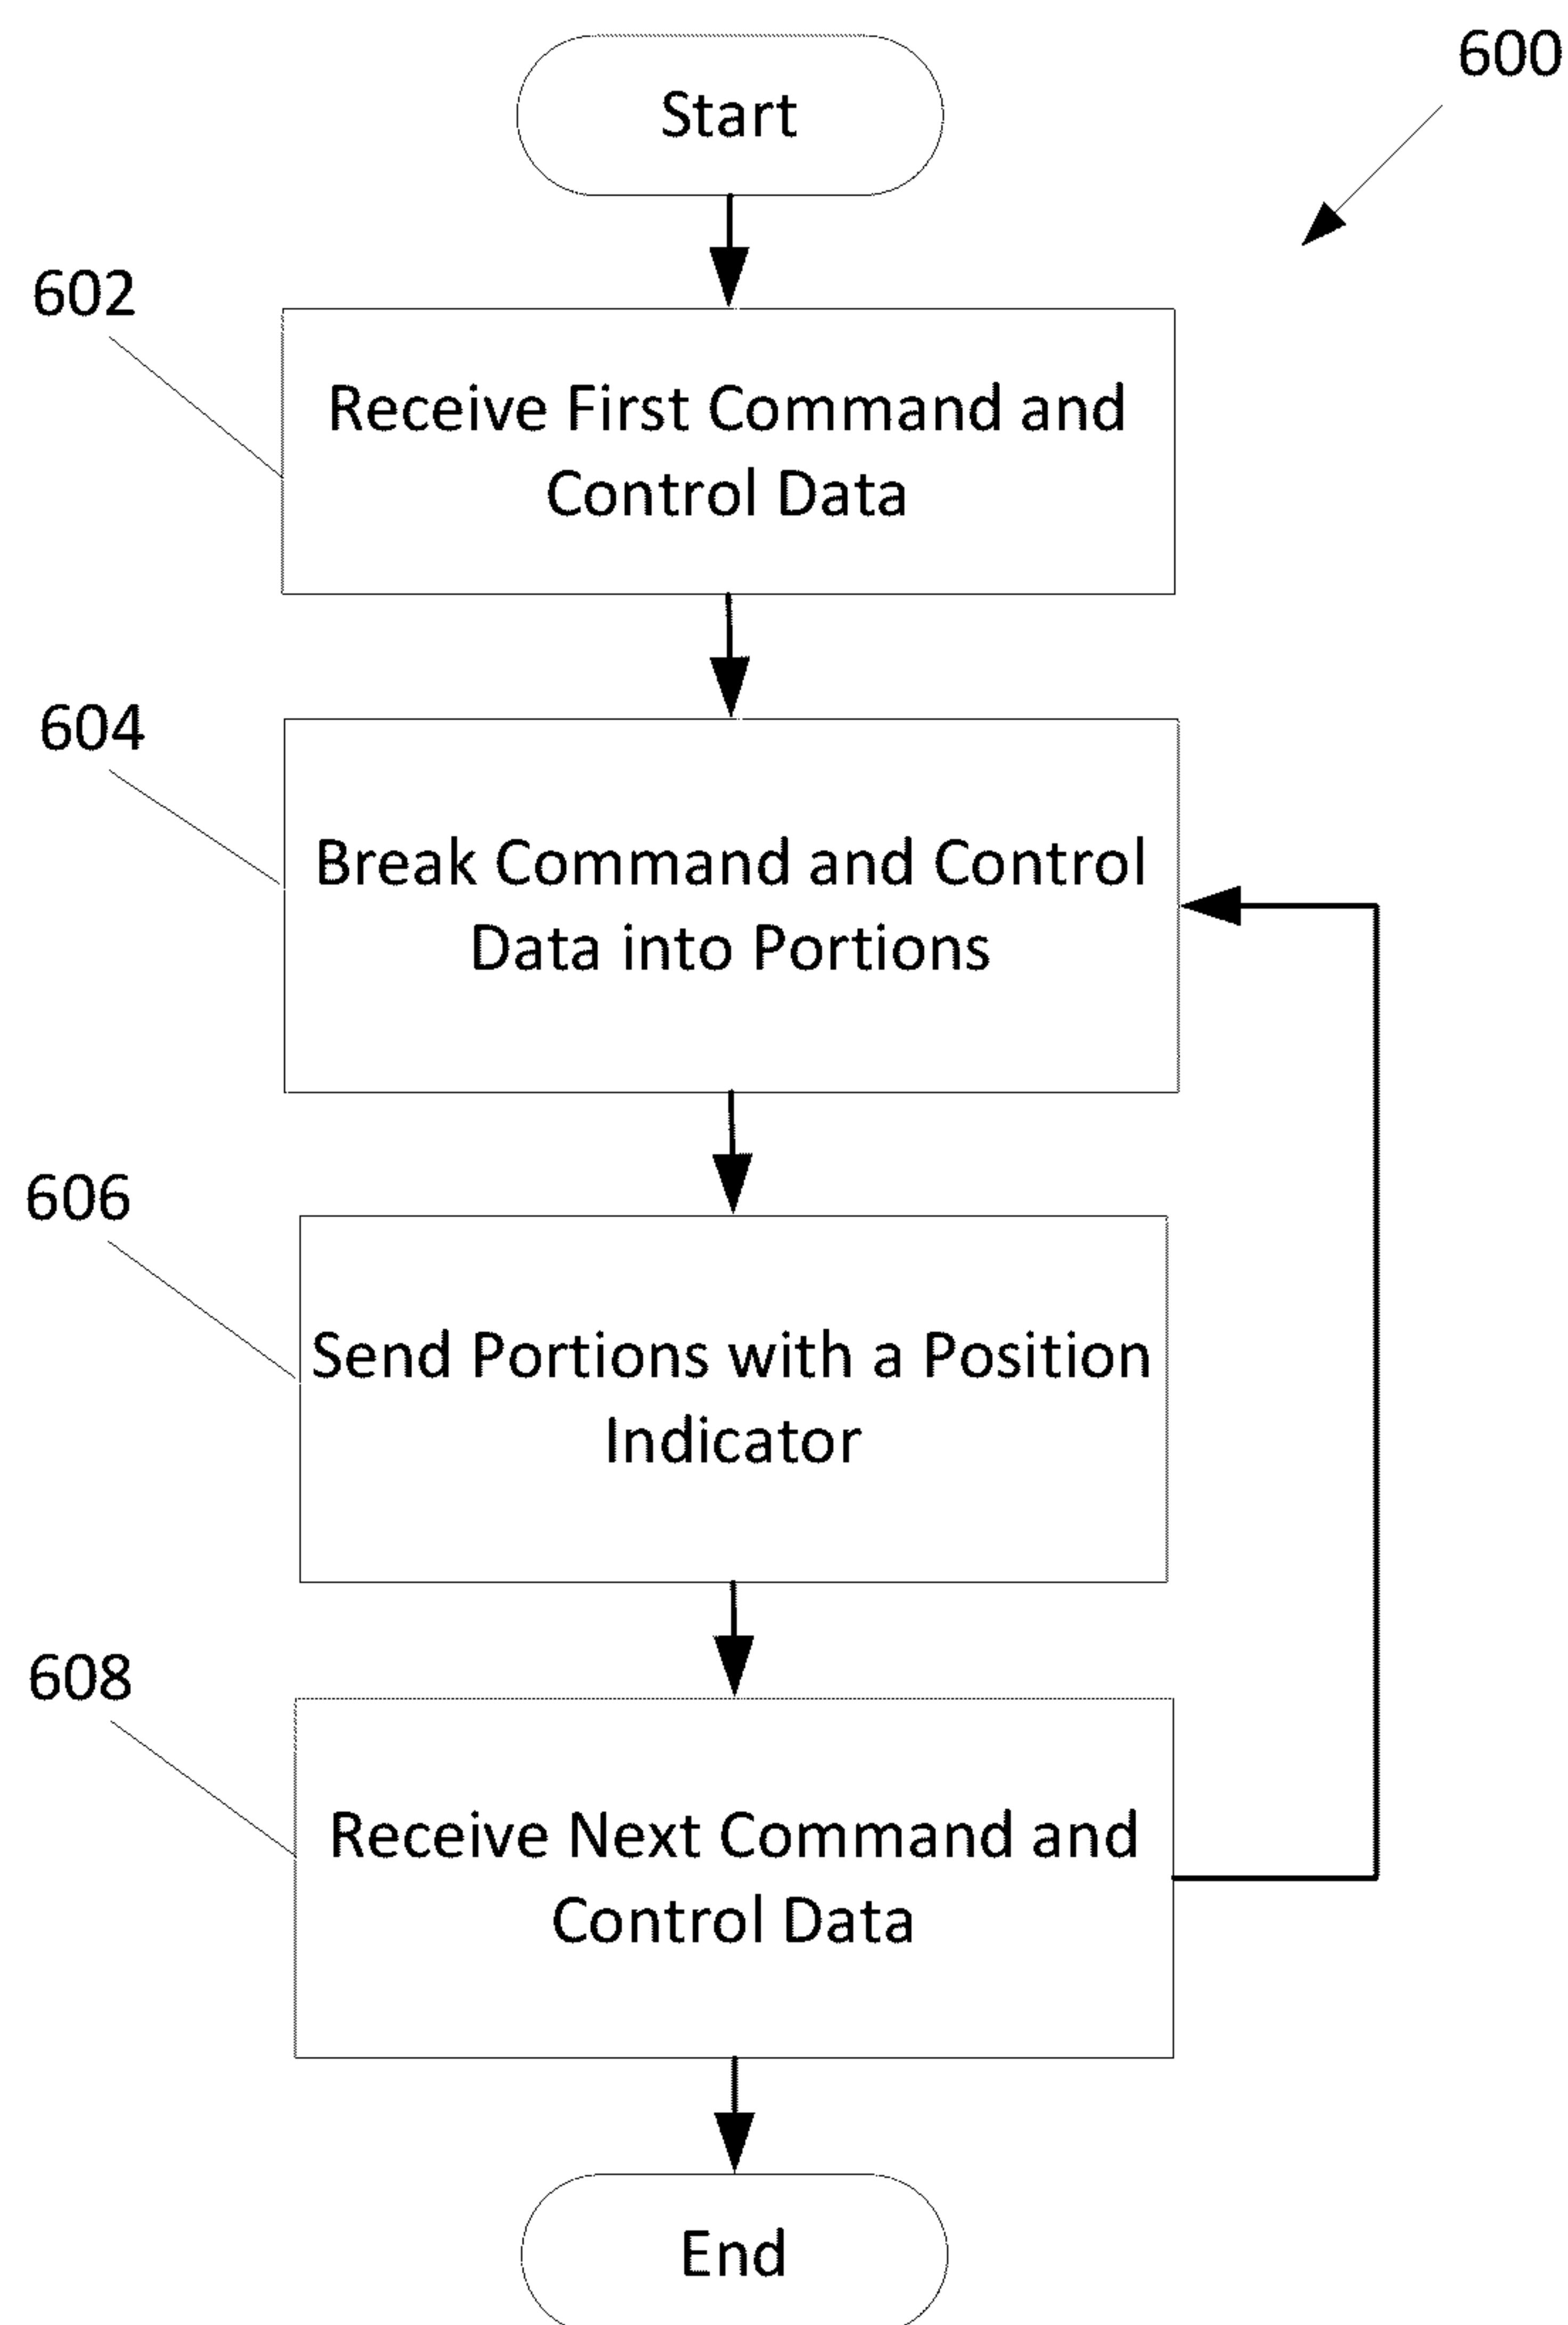 600
Start
602
Receive First Command and
Control Data
604
Break Command and Control
Data into Portions
606
Send Portions with a Position
Indicator
608
Receive Next Command and
Control Data
End